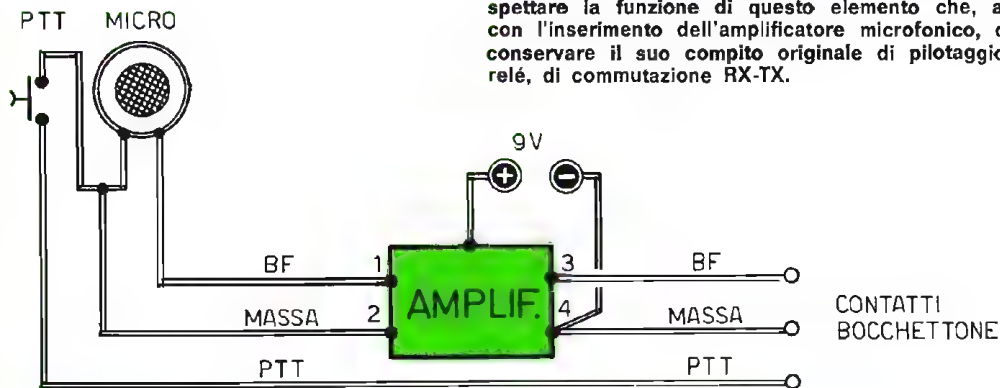 spettare la funzione di questo elemento che, a
con l'inserimento dell'amplificatore microfonico, d
conservare il suo compito originale di pilotaggio
relé, di commutazione RX-TX.
PTT MICRO
9V
+ -
BF 1 3 BF
AMPLIF.
MASSA 2 4 MASSA
CONTATTI
BOCCHETTONE
PTT PTT